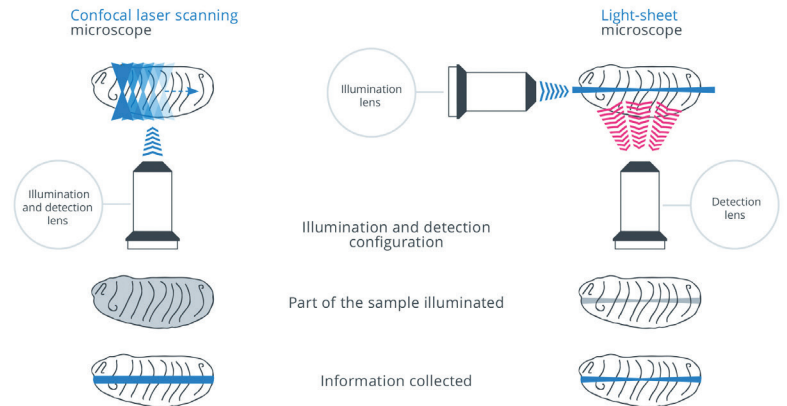 Confocal laser scanning
microscope
Light-sheet
microscope
Illumination
lens
Illumination
and detection
lens
Detection
lens
Illumination and detection
configuration
Part of the sample illuminated
Information collected